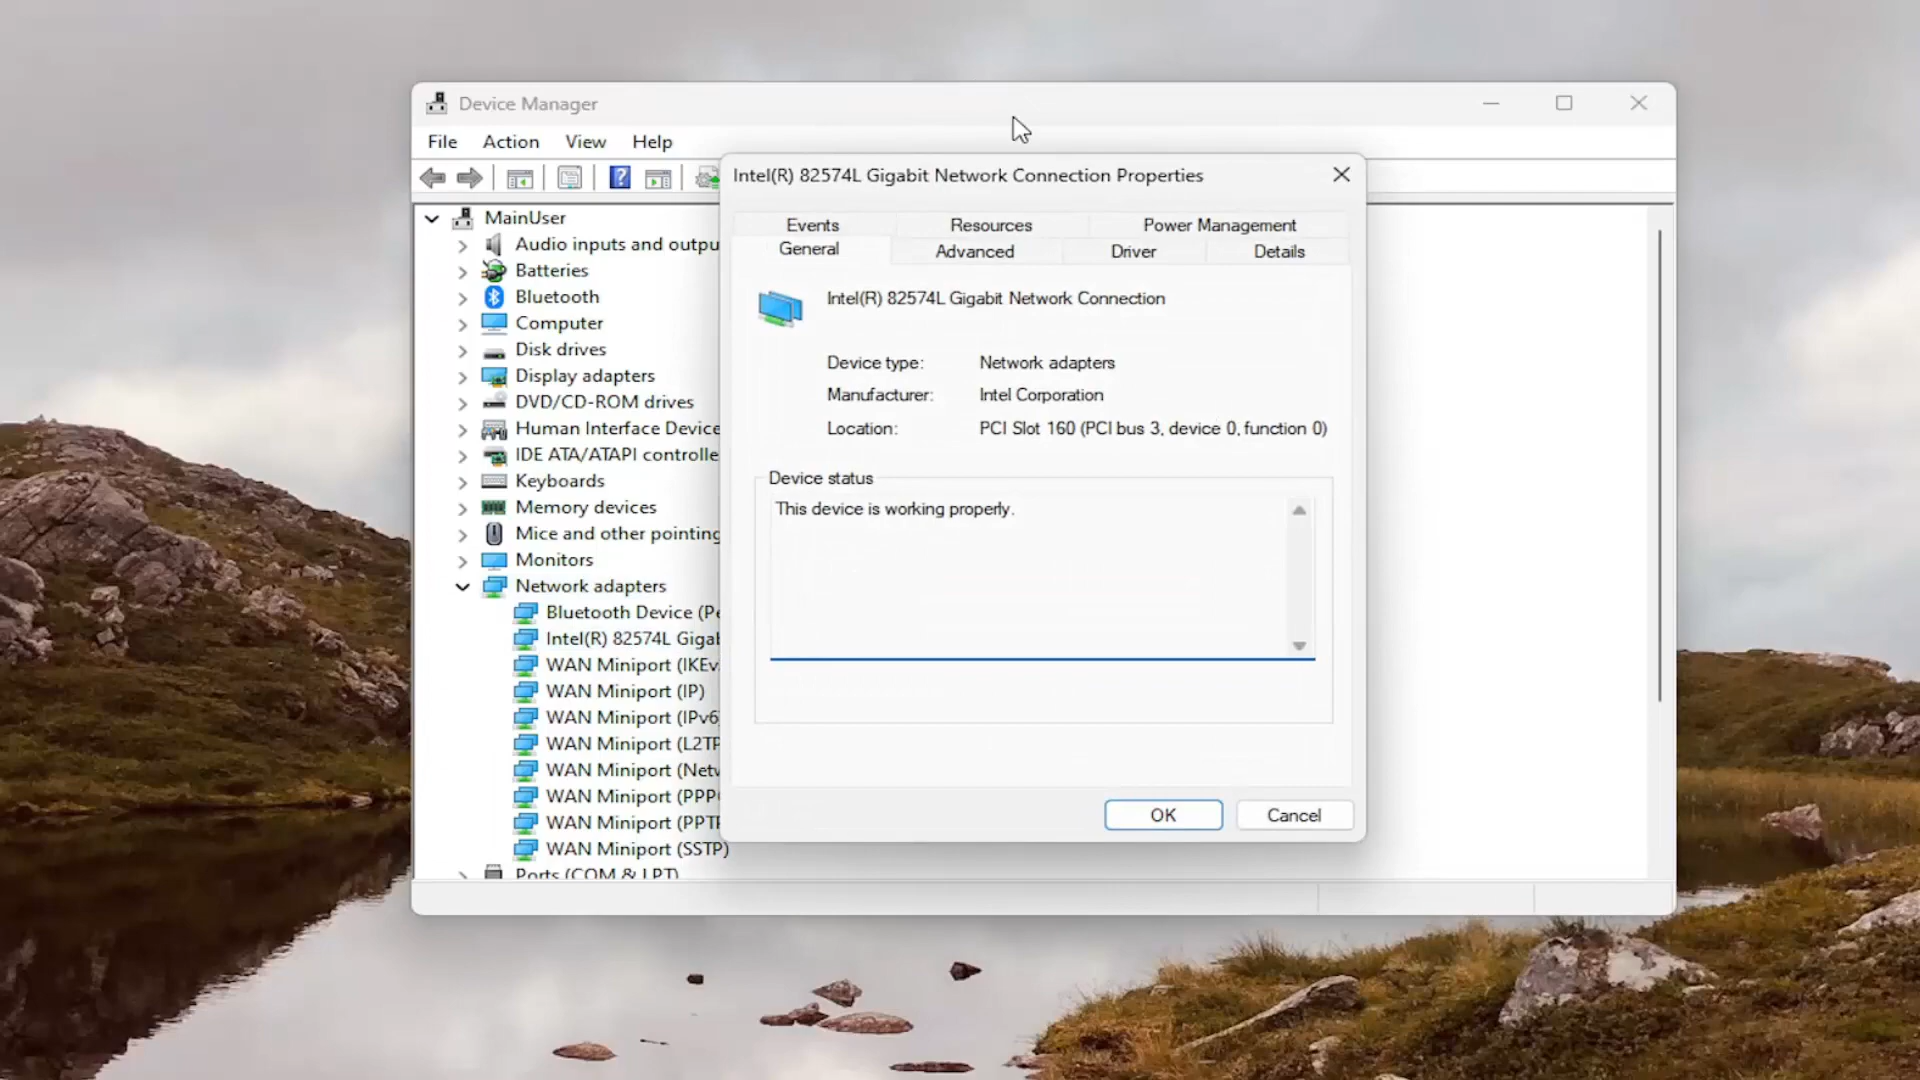 Device Manager
File Action View Help
Intel(R) 82574L Gigabit Network Connection Properties
Events Resources Power Management
General Advanced Driver Details
Intel(R) 82574L Gigabit Network Connection
Device type: Network adapters
Manufacturer: Intel Corporation
Location: PCI Slot 160 (PCI bus 3, device 0, function 0)
Device status
This device is working properly.
OK Cancel
MainUser
Audio inputs and outpu
Batteries
Bluetooth
Computer
Disk drives
Display adapters
DVD/CD-ROM drives
Human Interface Device
IDE ATA/ATAPI controlle
Keyboards
Memory devices
Mice and other pointing
Monitors
Network adapters
Bluetooth Device (Pe
Intel(R) 82574L Gigab
WAN Miniport (IKEv
WAN Miniport (IP)
WAN Miniport (IPv6
WAN Miniport (L2TP
WAN Miniport (Netw
WAN Miniport (PPPO
WAN Miniport (PPTP
WAN Miniport (SSTP)
Ports (COM & LPT)